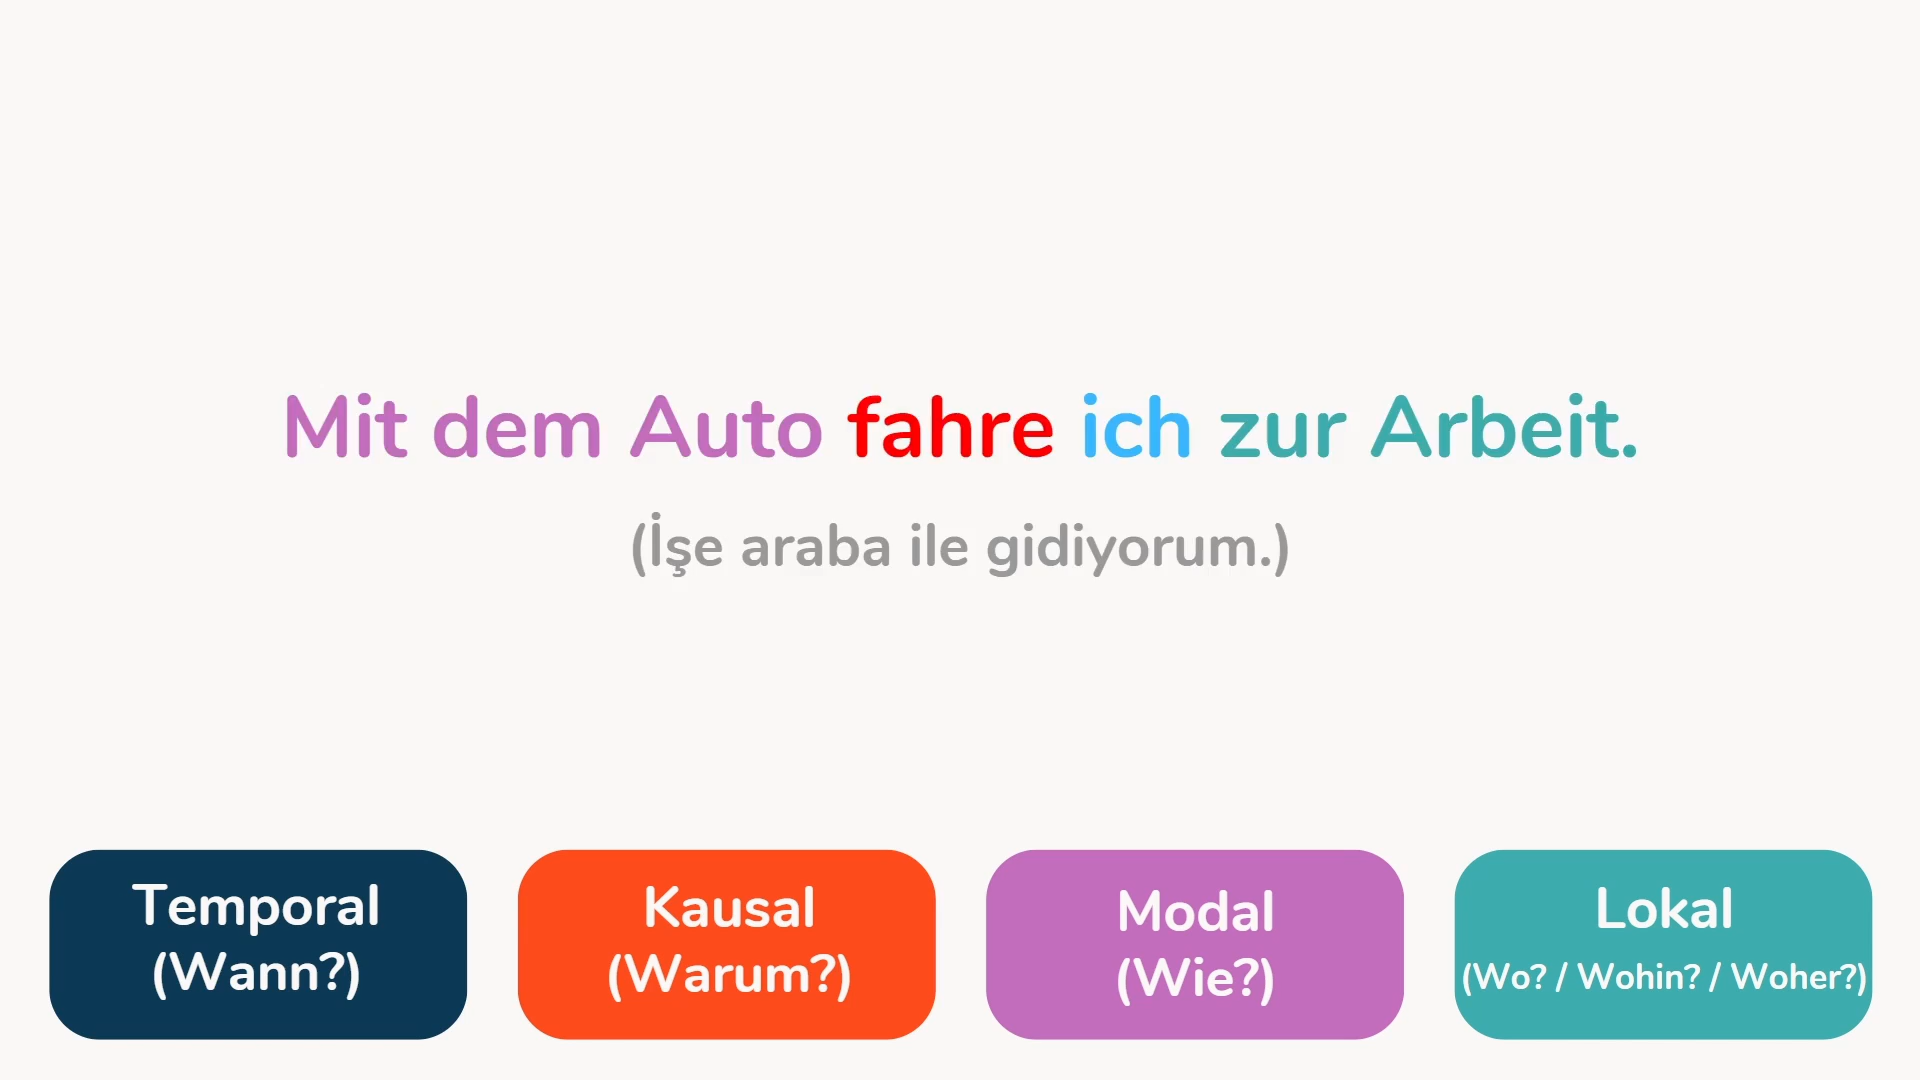 Mit dem Auto fahre ich zur Arbeit.
(İşe araba ile gidiyorum.)
Temporal
(Wann?)
Kausal
(Warum?)
Modal
(Wie?)
Lokal
(Wo? / Wohin? / Woher?)